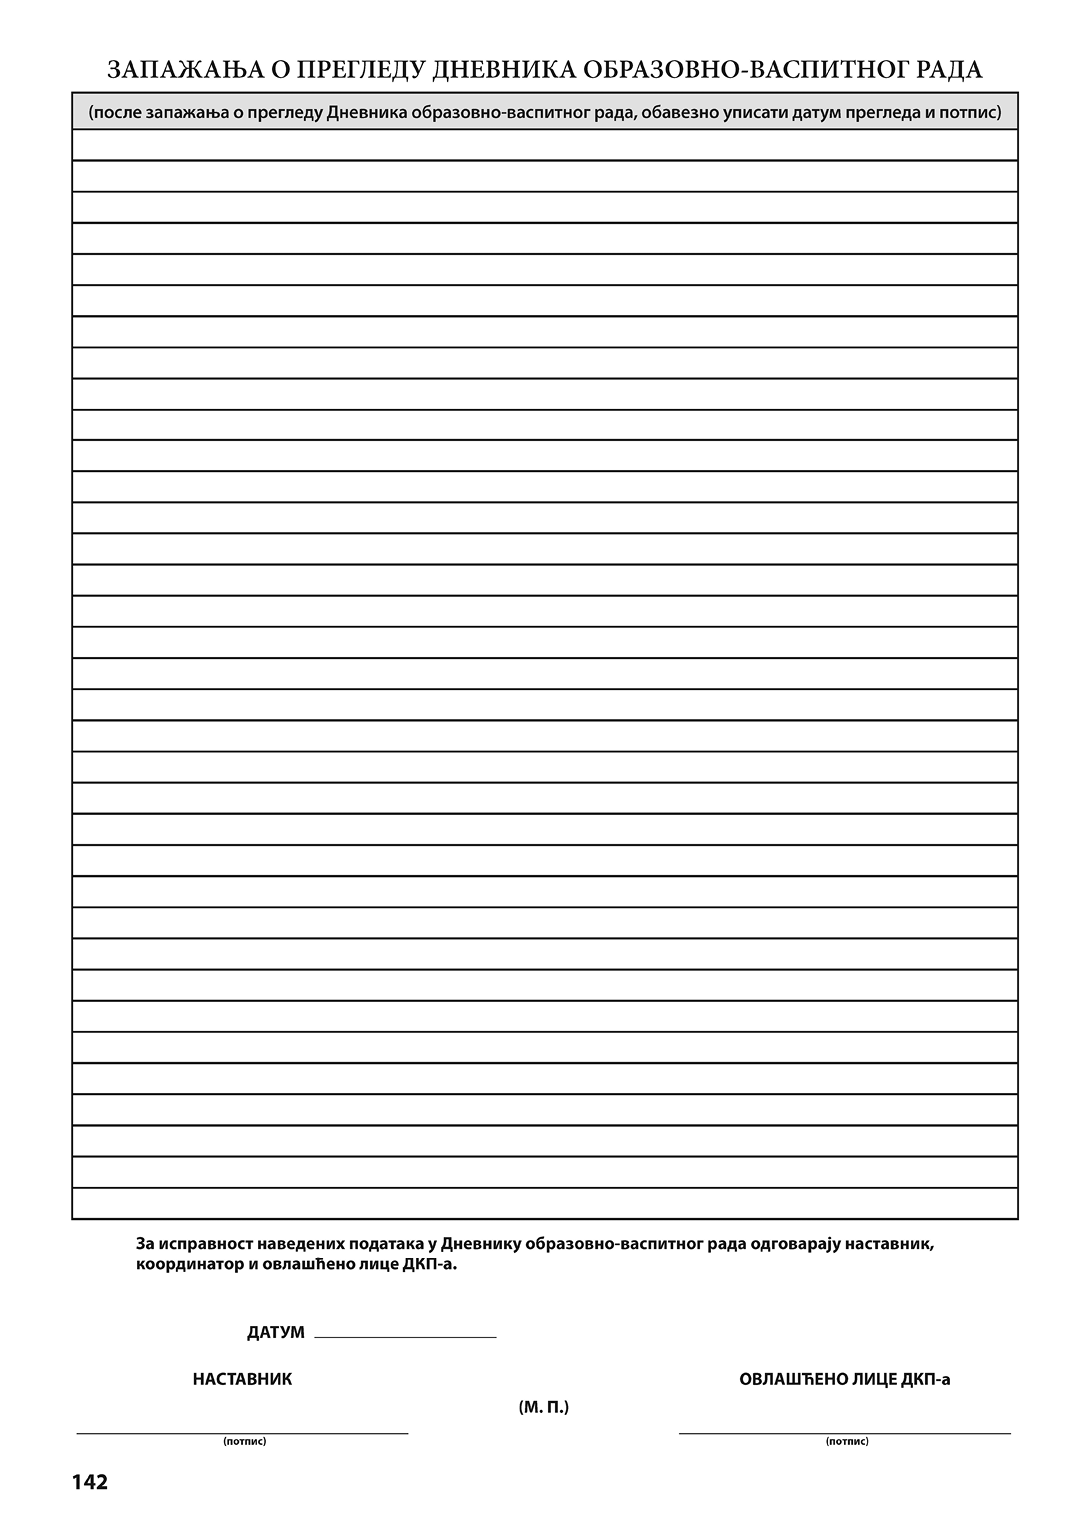 ЗАПАЖАЊА О ПРЕГЛЕДУ ДНЕВНИКА ОБРАЗОВНО-ВАСПИТНОГ РАДА
(после запажања о прегледу Дневника образовно-васпитног рада, обавезно уписати датум прегледа и потпис)
За исправност наведених података у Дневнику образовно-васпитног рада одговарају наставник,
координатор и овлашћено лице ДКП-а.
ДАТУМ
НАСТАВНИК
ОВЛАШЋЕНО ЛИЦЕ ДКП-а
(М. П.)
(потпис)
(потпис)
142